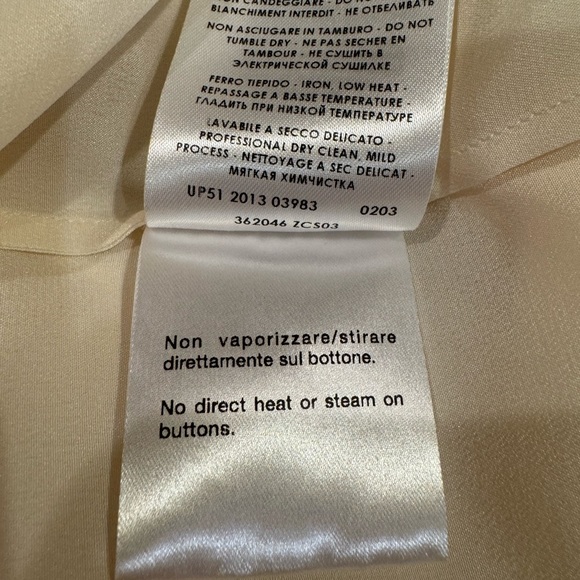 CANDEGGIARE - DO NO
BLANCHIMENT INTERDIT - НЕ ОТБЕЛИВАТЬ
NON ASCIUGARE IN TAMBURO - DO NOT
TUMBLE DRY - NE PAS SECHER EN
TAMBOUR - НЕ СУШИТЬ В
ЭЛЕКТРИЧЕСКОЙ СУШИЛКЕ
FERRO TIEPIDO - IRON, LOW HEAT -
REPASSAGE A BASSE TEMPERATURE -
ГЛАДИТЬ ПРИ НИЗКОЙ ТЕМПЕРАТУРЕ
LAVABILE A SECCO DELICATO -
PROFESSIONAL DRY CLEAN, MILD
PROCESS - NETTOYAGE A SEC DELICAT -
МЯГКАЯ ХИМЧИСТКА
UP51 2013 03983 0203
362046 ZCS03
Non vaporizzare/stirare
direttamente sul bottone.
No direct heat or steam on
buttons.